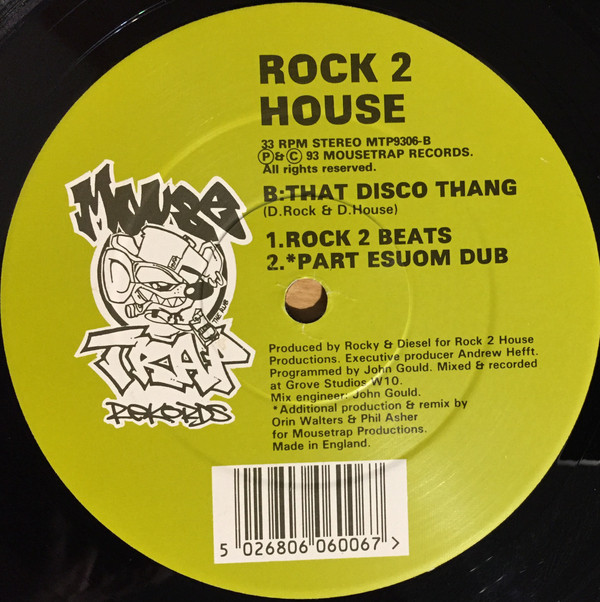 ROCK 2
HOUSE
33 RPM STEREO MTP9306-B
Ⓟ&© 93 MOUSETRAP RECORDS.
All rights reserved.
B:THAT DISCO THANG
(D.Rock & D.House)
1.ROCK 2 BEATS
2.*PART ESUOM DUB
MOUSE
TRAP
REKORDS
Produced by Rocky & Diesel for Rock 2 House
Productions. Executive producer Andrew Hefft.
Programmed by John Gould. Mixed & recorded
at Grove Studios W10.
Mix engineer: John Gould.
*Additional production & remix by
Orin Walters & Phil Asher
for Mousetrap Productions.
Made in England.
5 026806 060067 >